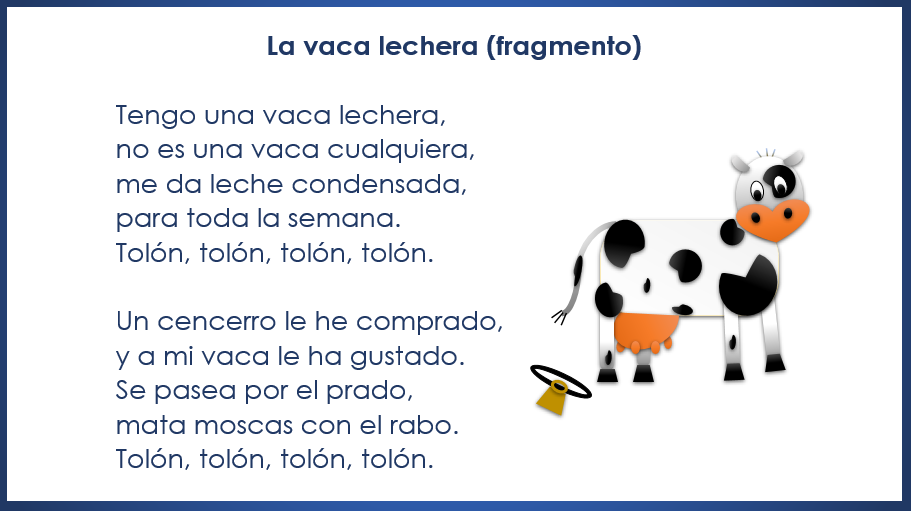 La vaca lechera (fragmento)
Tengo una vaca lechera,
no es una vaca cualquiera,
me da leche condensada,
para toda la semana.
Tolón, tolón, tolón, tolón.
Un cencerro le he comprado,
y a mi vaca le ha gustado.
Se pasea por el prado,
mata moscas con el rabo.
Tolón, tolón, tolón, tolón.